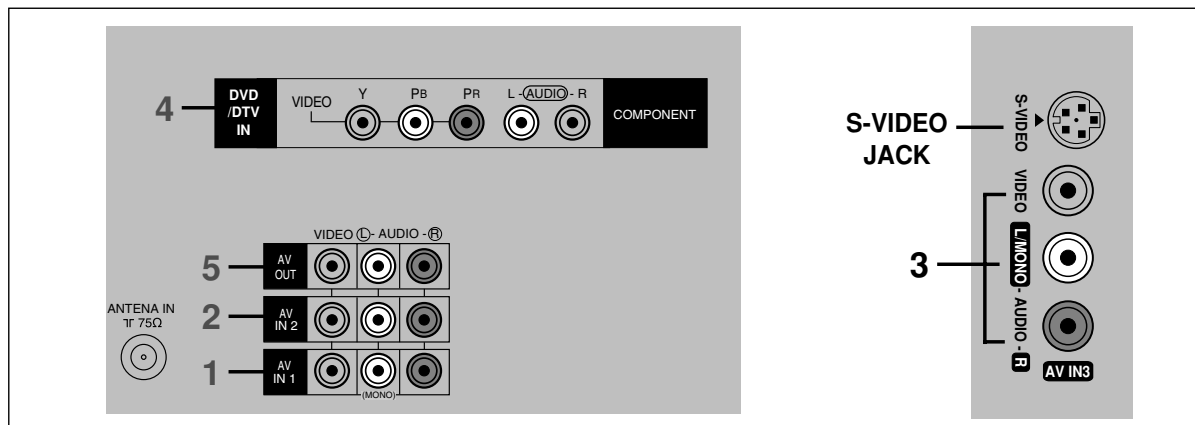 4
DVD
/DTV
IN
VIDEO
Y
PB
PR
L - AUDIO - R
COMPONENT
VIDEO L - AUDIO - R
5
AV
OUT
2
AV
IN 2
1
AV
IN 1
(MONO)
ANTENA IN
75Ω
S-VIDEO
JACK
S-VIDEO
3
VIDEO
L/MONO - AUDIO - R
AV IN3